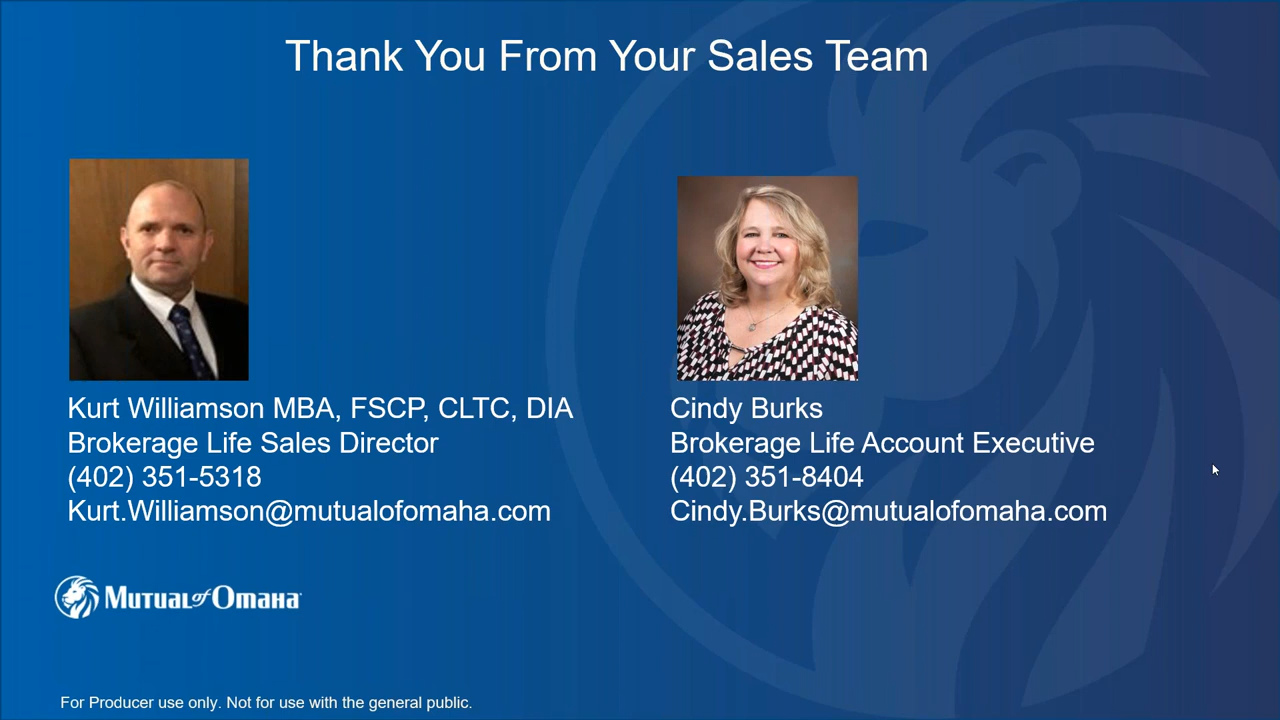 Thank You From Your Sales Team
Kurt Williamson MBA, FSCP, CLTC, DIA
Brokerage Life Sales Director
(402) 351-5318
Kurt.Williamson@mutualofomaha.com
Cindy Burks
Brokerage Life Account Executive
(402) 351-8404
Cindy.Burks@mutualofomaha.com
Mutual of Omaha
For Producer use only. Not for use with the general public.